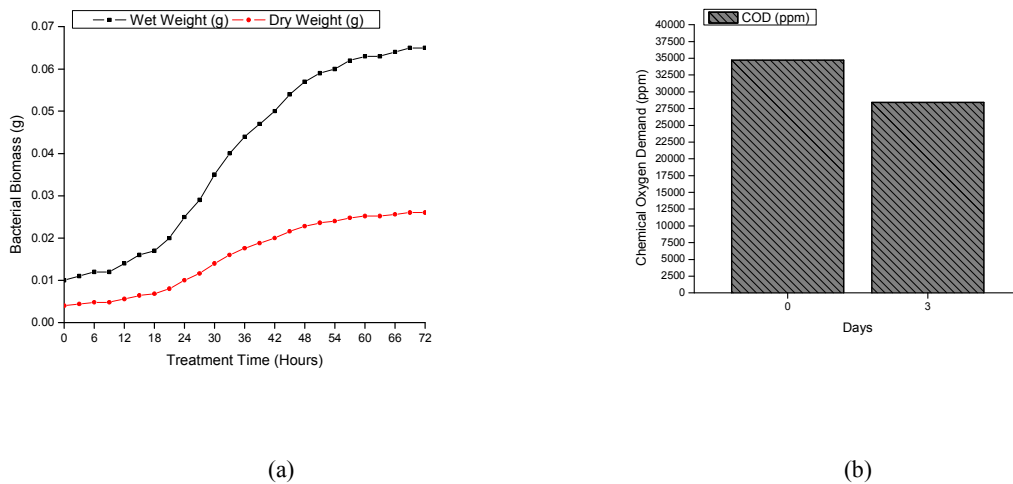 Wet Weight (g) Dry Weight (g)
0.07
0.06
0.05
0.04
0.03
0.02
0.01
0.00
Bacterial Biomass (g)
0 6 12 18 24 30 36 42 48 54 60 66 72
Treatment Time (Hours)
(a)
COD (ppm)
40000
37500
35000
32500
30000
27500
25000
22500
20000
17500
15000
12500
10000
7500
5000
2500
0
Chemical Oxygen Demand (ppm)
0 3
Days
(b)